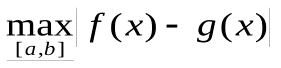 max| f(x) - g(x)|
[a,b]